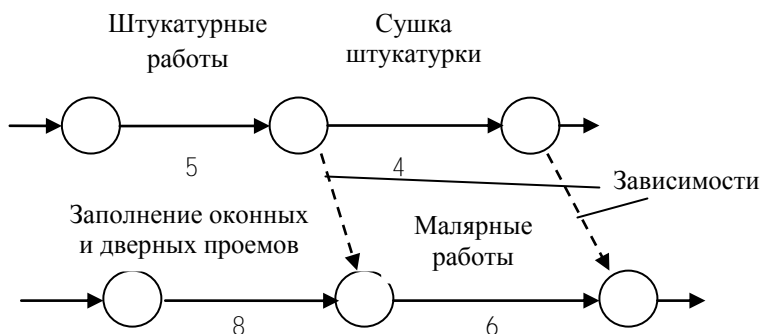 Штукатурные
работы
Сушка
штукатурки
5
4
Зависимости
Заполнение оконных
и дверных проемов
Малярные
работы
8
6